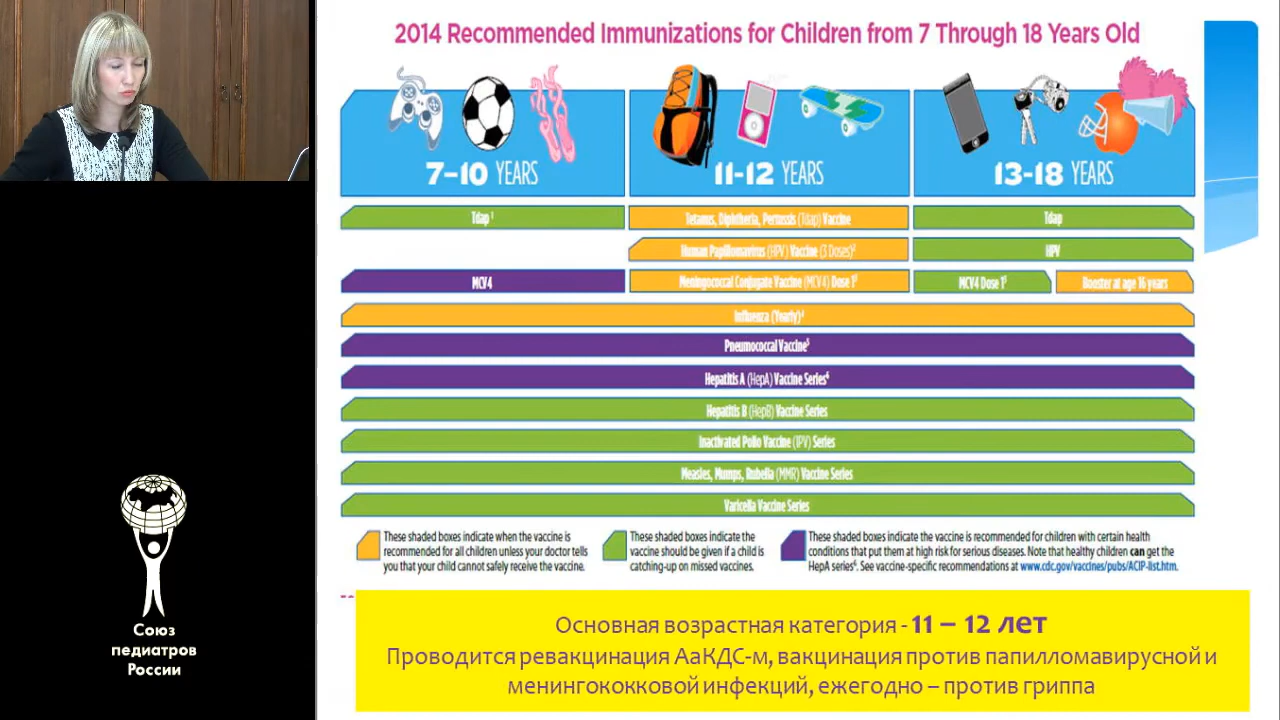 2014 Recommended Immunizations for Children from 7 Through 18 Years Old
7–10 YEARS
11-12 YEARS
13-18 YEARS
Tdap 1
Tetanus, Diphtheria, Pertussis (Tdap) Vaccine
Tdap
Human Papillomavirus (HPV) Vaccine (3 Doses)2
HPV
MCV4
Meningococcal Conjugate Vaccine (MCV4) Dose 13
MCV4 Dose 13
Booster at age 16 years
Influenza (Yearly)4
Pneumococcal Vaccine5
Hepatitis A (HepA) Vaccine Series6
Hepatitis B (HepB) Vaccine Series
Inactivated Polio Vaccine (IPV) Series
Measles, Mumps, Rubella (MMR) Vaccine Series
Varicella Vaccine Series
These shaded boxes indicate when the vaccine is
recommended for all children unless your doctor tells
you that your child cannot safely receive the vaccine.
These shaded boxes indicate the
vaccine should be given if a child is
catching-up on missed vaccines.
These shaded boxes indicate the vaccine is recommended for children with certain health
conditions that put them at high risk for serious diseases. Note that healthy children can get the
HepA series6. See vaccine-specific recommendations at www.cdc.gov/vaccines/pubs/ACIP-list.htm.
Основная возрастная категория - 11 – 12 лет
Проводится ревакцинация АаКДС-м, вакцинация против папилломавирусной и
менингококковой инфекций, ежегодно – против гриппа
Союз
педиатров
России